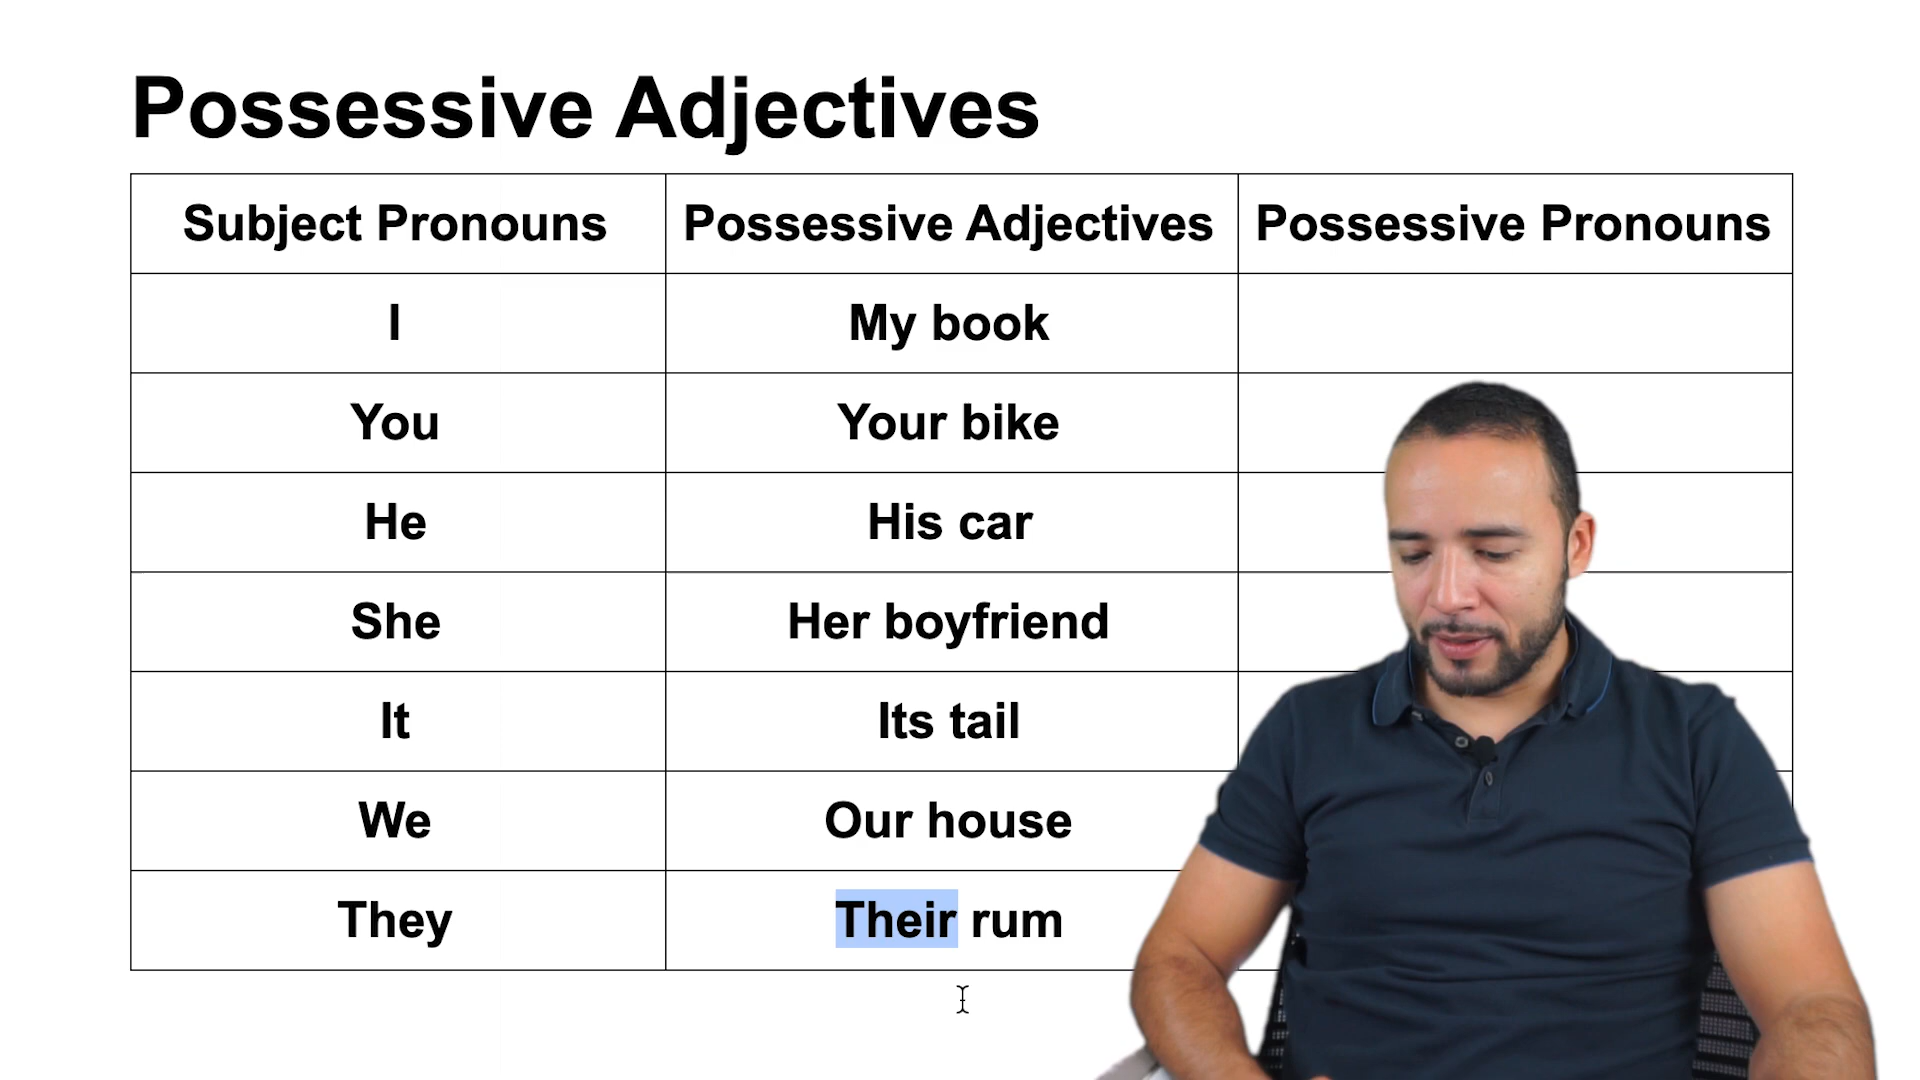 Possessive Adjectives
Subject Pronouns Possessive Adjectives Possessive Pronouns
I My book
You Your bike
He His car
She Her boyfriend
It Its tail
We Our house
They Their rum